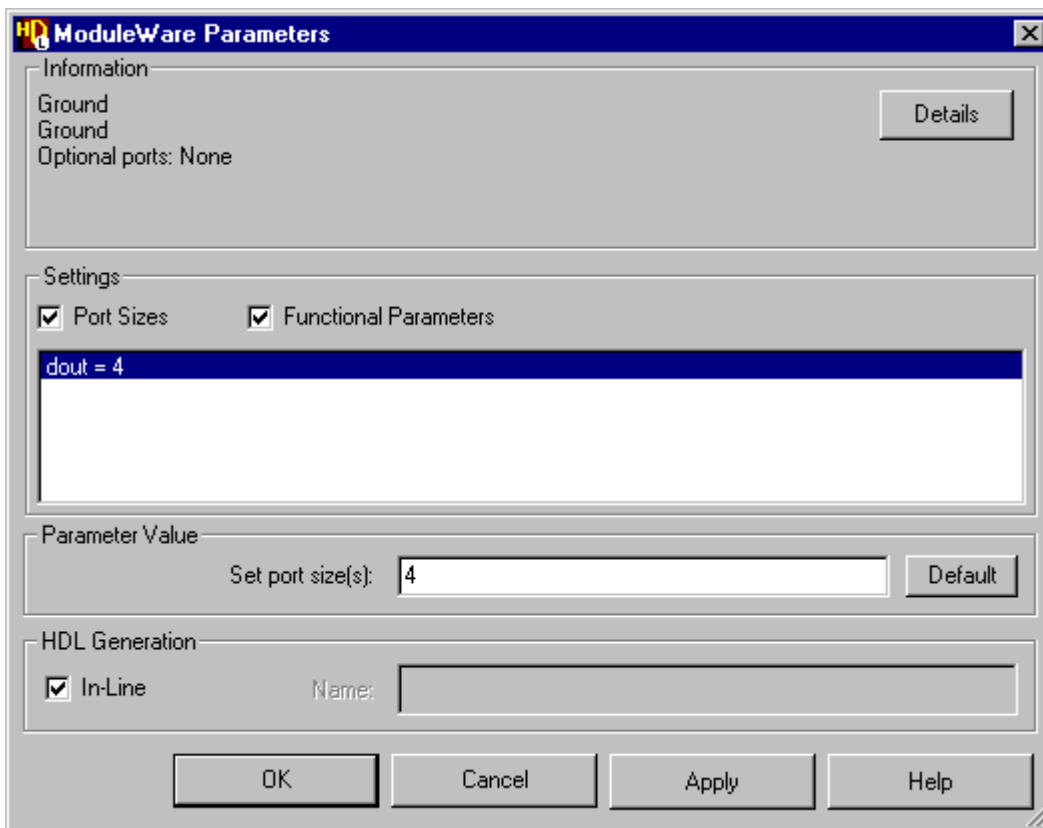 HDL ModuleWare Parameters
Information
Ground
Details
Ground
Optional ports: None
Settings
Port Sizes Functional Parameters
dout = 4
Parameter Value
Set port size(s): 4 Default
HDL Generation
In-Line Name:
OK Cancel Apply Help